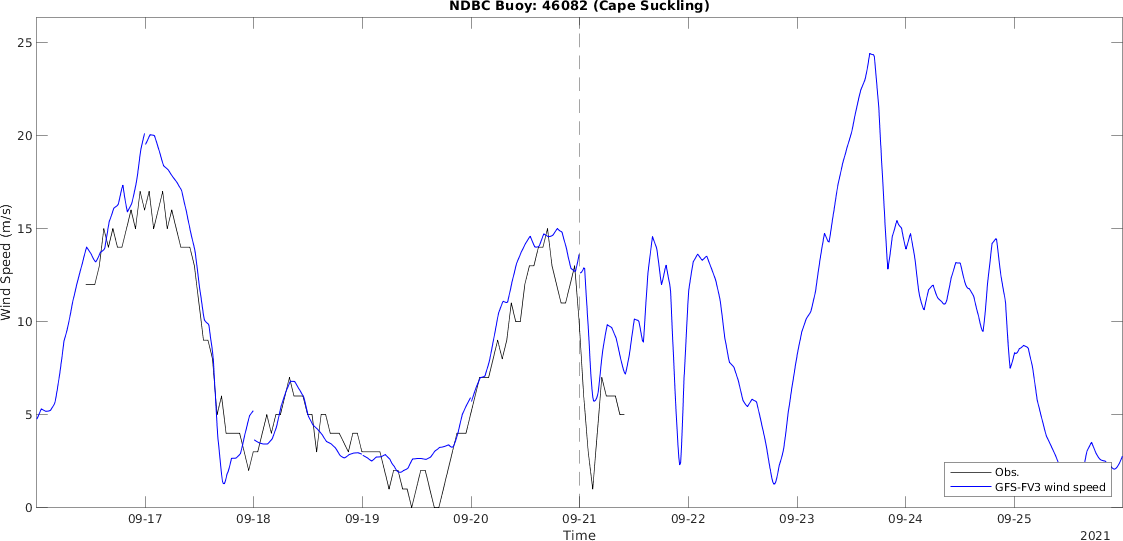 NDBC Buoy: 46082 (Cape Suckling)
25
20
15
10
5
0
Wind Speed (m/s)
09-17 09-18 09-19 09-20 09-21 09-22 09-23 09-24 09-25
Time
2021
Obs.
GFS-FV3 wind speed